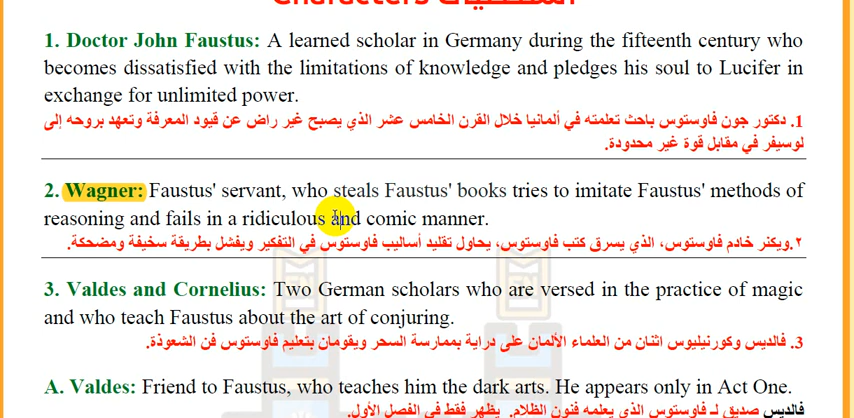 Characters الشخصيات
1. Doctor John Faustus: A learned scholar in Germany during the fifteenth century who
becomes dissatisfied with the limitations of knowledge and pledges his soul to Lucifer in
exchange for unlimited power.
1. دكتور جون فاوستوس باحث تعلمته في ألمانيا خلال القرن الخامس عشر الذي يصبح غير راض عن قيود المعرفة وتعهد بروحه إلى
لوسيفر في مقابل قوة غير محدودة.
2. Wagner: Faustus' servant, who steals Faustus' books tries to imitate Faustus' methods of
reasoning and fails in a ridiculous and comic manner.
٢.ويكنر خادم فاوستوس، الذي يسرق كتب فاوستوس، يحاول تقليد أساليب فاوستوس في التفكير ويفشل بطريقة سخيفة ومضحكة.
3. Valdes and Cornelius: Two German scholars who are versed in the practice of magic
and who teach Faustus about the art of conjuring.
3. فالديس وكورنيليوس اثنان من العلماء الألمان على دراية بممارسة السحر ويقومان بتعليم فاوستوس فن الشعوذة.
A. Valdes: Friend to Faustus, who teaches him the dark arts. He appears only in Act One.
فالديس صديق لـ فاوستوس الذي يعلمه فنون الظلام. يظهر فقط في الفصل الأول.